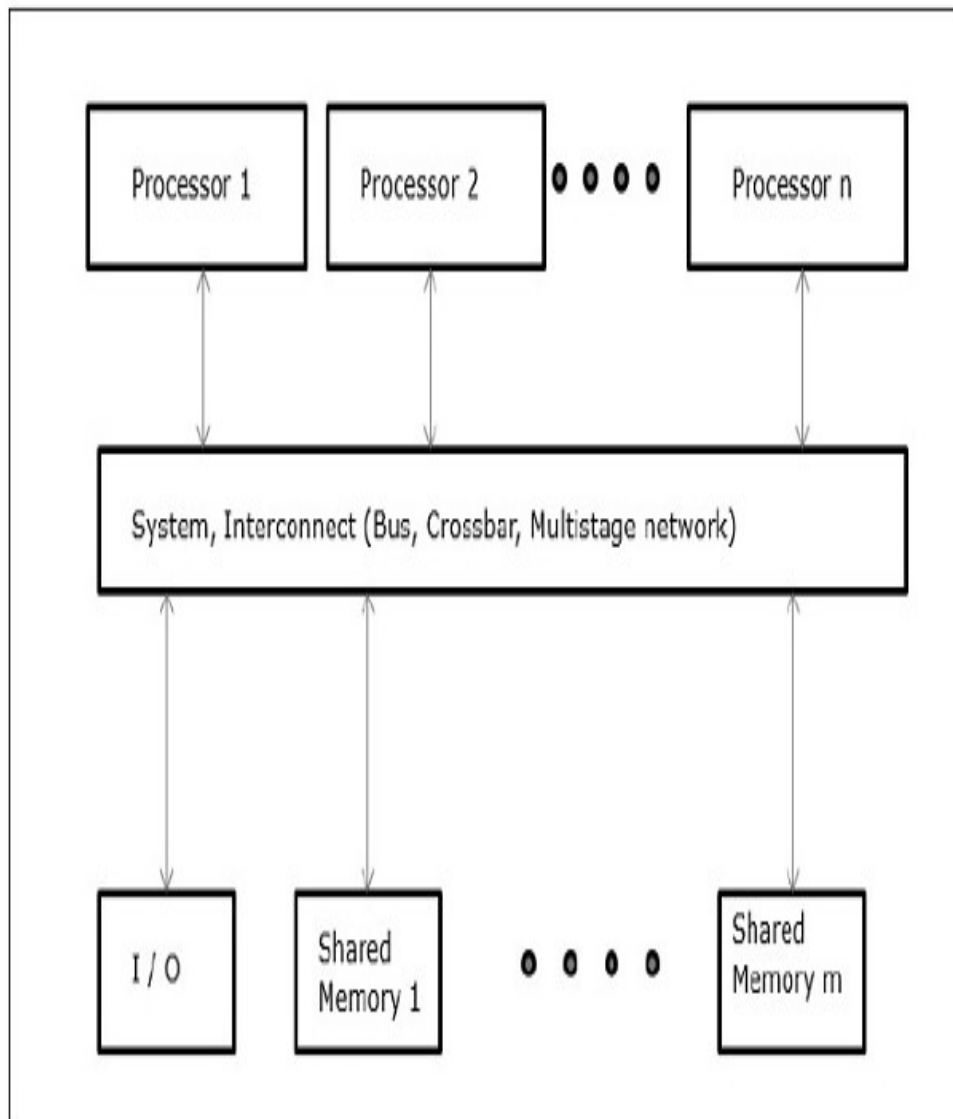 Processor 1
Processor 2
Processor n
System, Interconnect (Bus, Crossbar, Multistage network)
I / O
Shared
Memory 1
Shared
Memory m